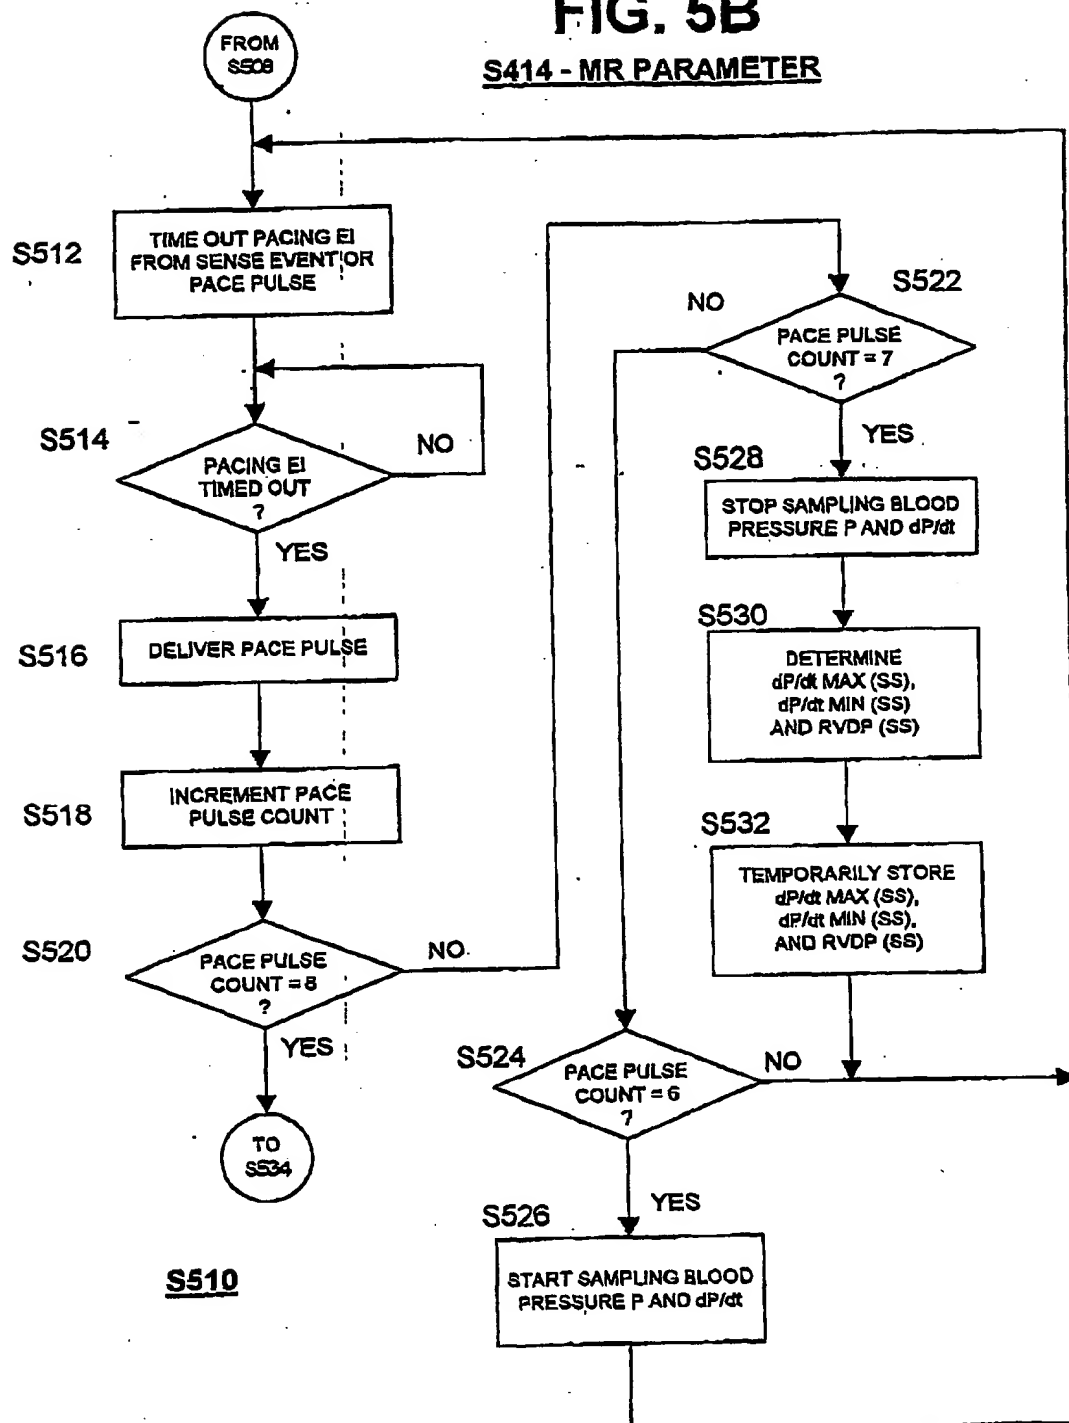 FIG. 5B
S414 - MR PARAMETER
FROM
S508
S512
TIME OUT PACING EI
FROM SENSE EVENT OR
PACE PULSE
S514
PACING EI
TIMED OUT
?
NO
YES
S516
DELIVER PACE PULSE
S518
INCREMENT PACE
PULSE COUNT
S520
PACE PULSE
COUNT = 8
?
NO
YES
TO
S534
S510
S522
PACE PULSE
COUNT = 7
?
NO
YES
S528
STOP SAMPLING BLOOD
PRESSURE P AND dP/dt
S530
DETERMINE
dP/dt MAX (SS),
dP/dt MIN (SS)
AND RVDP (SS)
S532
TEMPORARILY STORE
dP/dt MAX (SS),
dP/dt MIN (SS),
AND RVDP (SS)
S524
PACE PULSE
COUNT = 6
?
NO
YES
S526
START SAMPLING BLOOD
PRESSURE P AND dP/dt